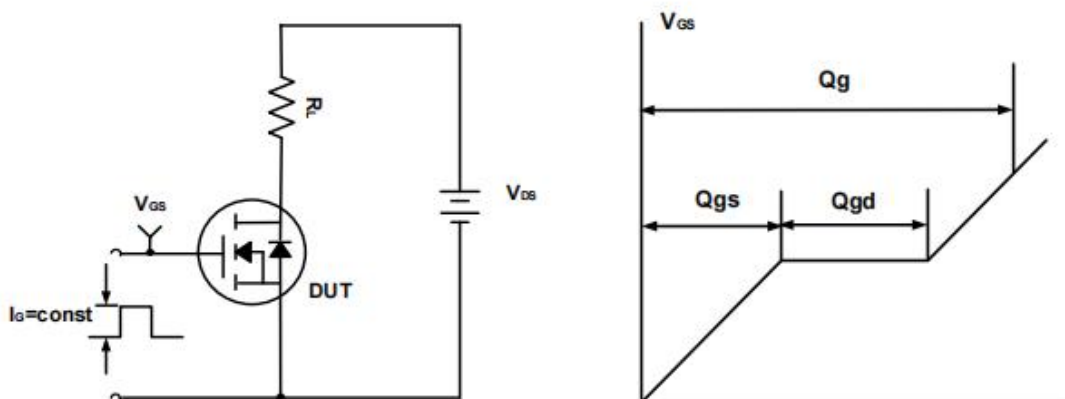 RL
VGS
VDS
DUT
IG=const
VGS
Qg
Qgs
Qgd